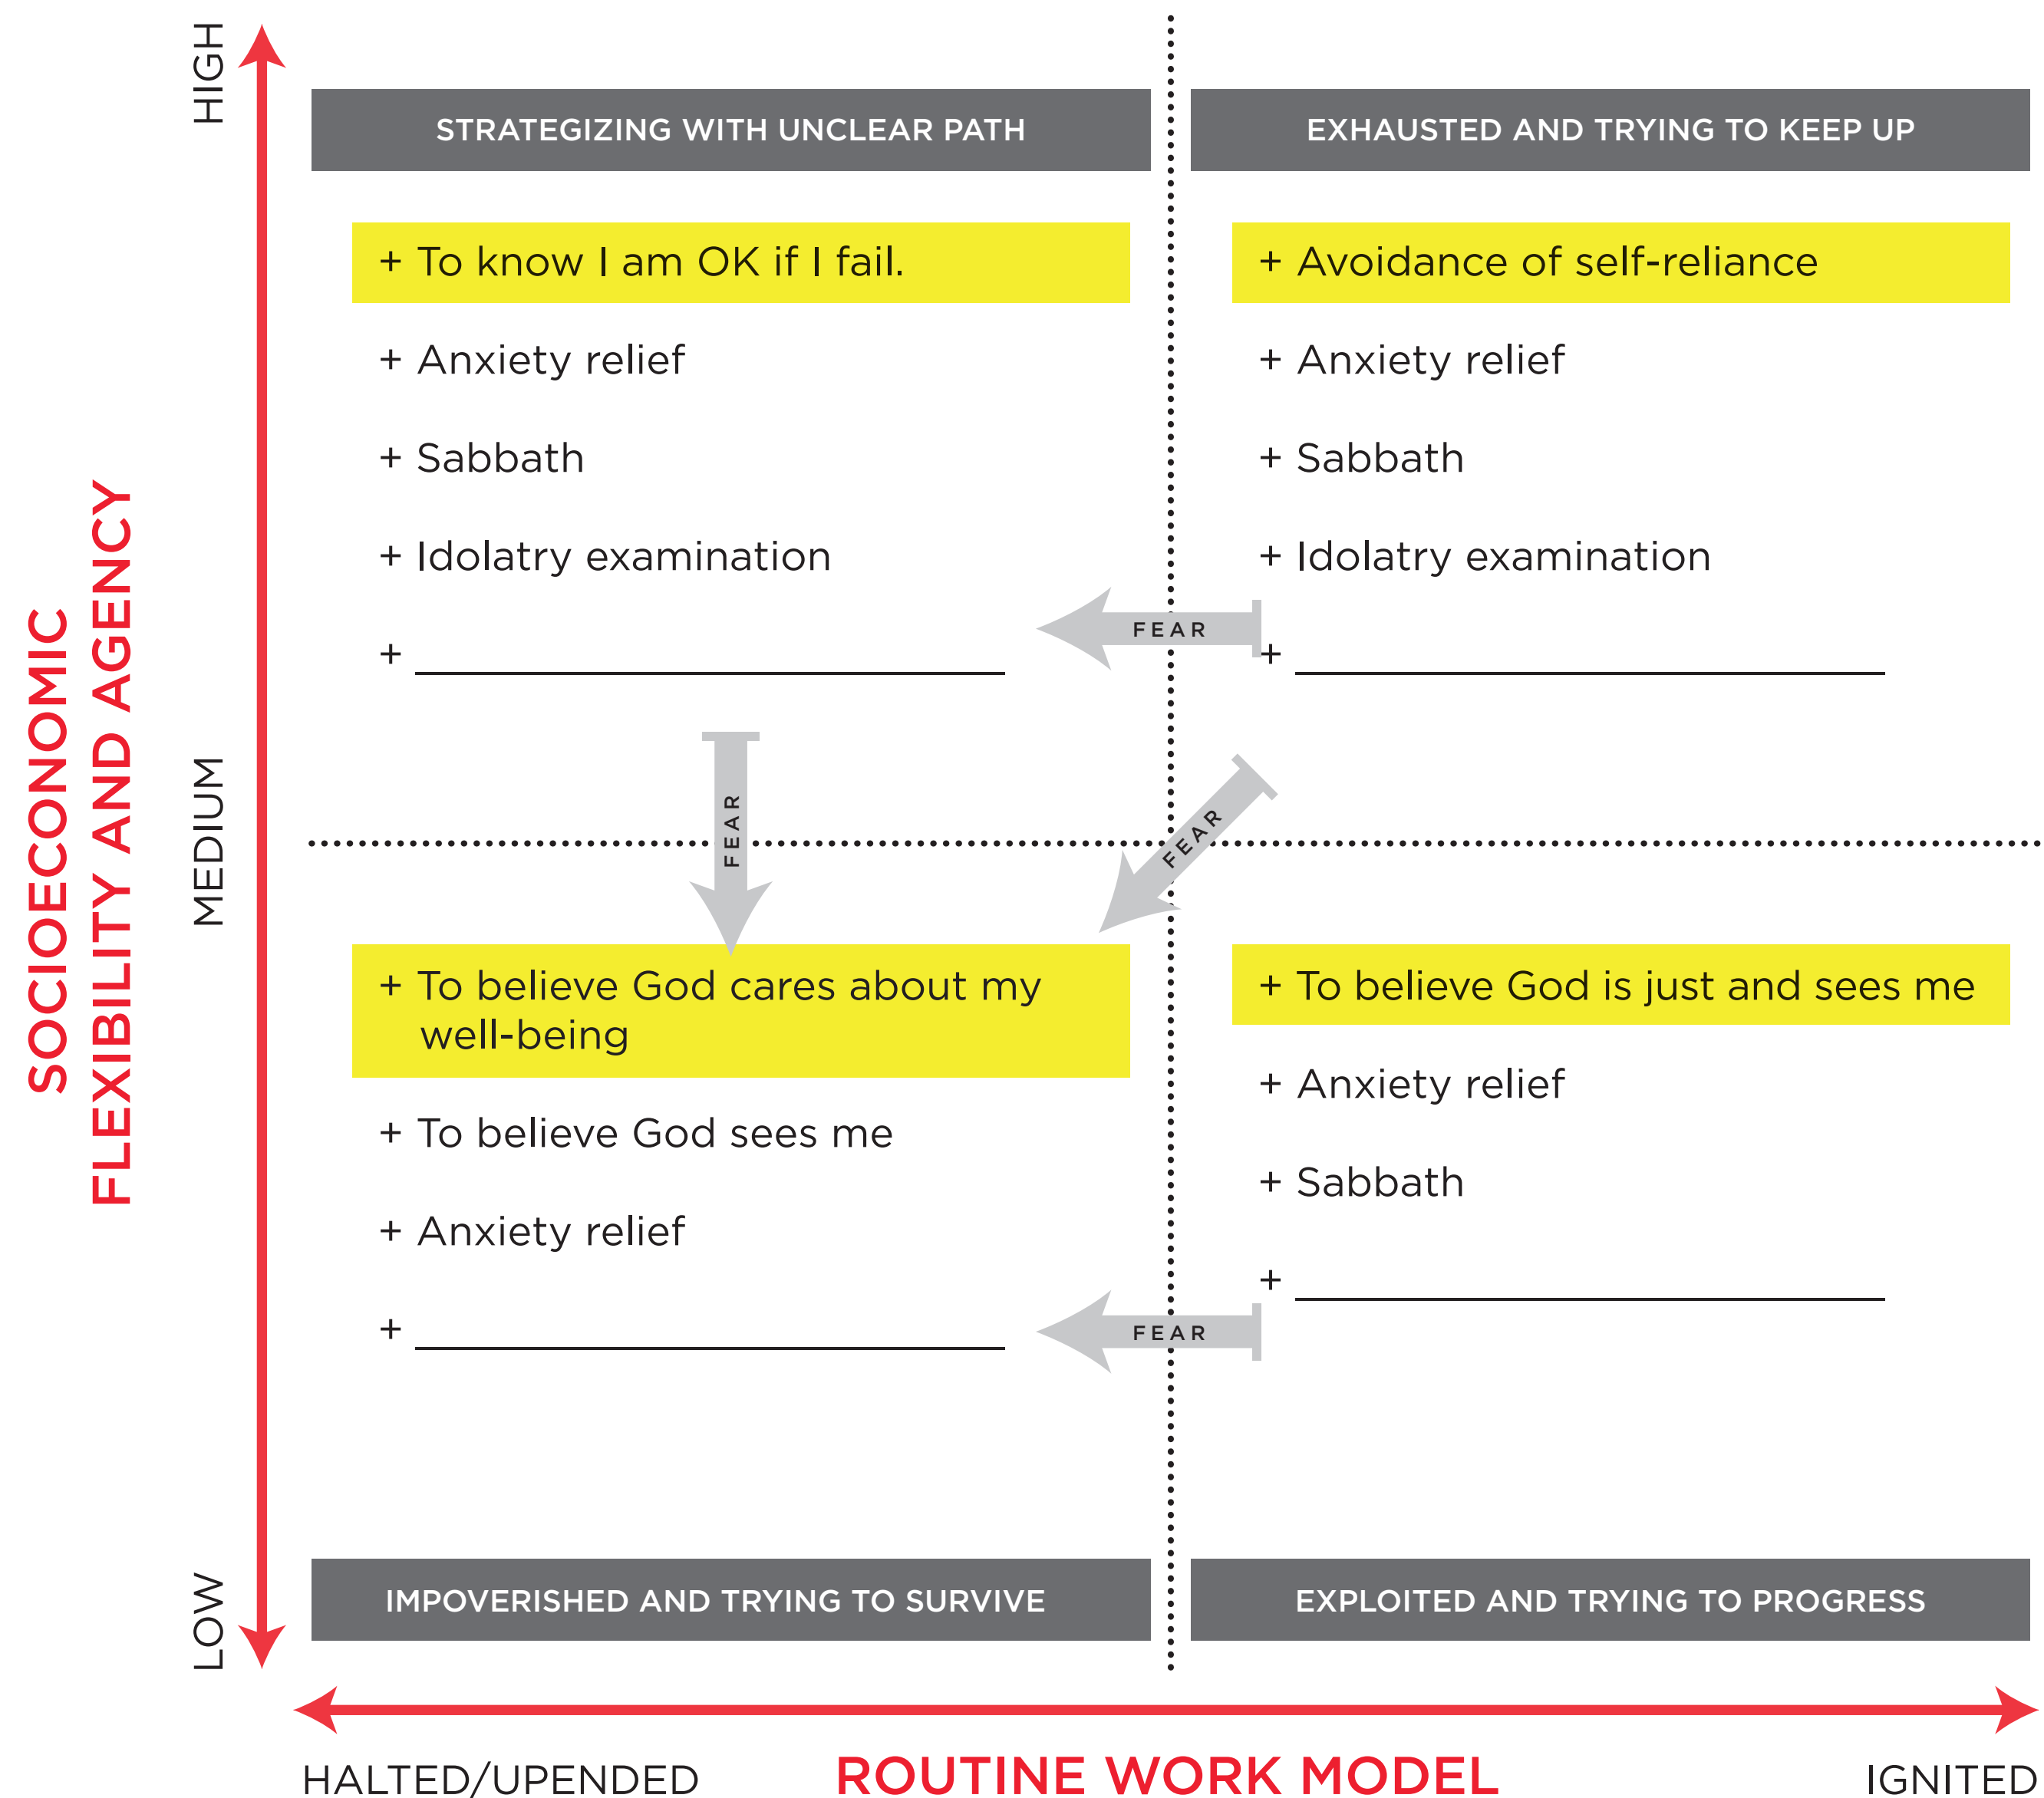 HIGH
STRATEGIZING WITH UNCLEAR PATH
+ To know I am OK if I fail.
+ Anxiety relief
+ Sabbath
+ Idolatry examination
+
EXHAUSTED AND TRYING TO KEEP UP
+ Avoidance of self-reliance
+ Anxiety relief
+ Sabbath
+ Idolatry examination
+
FEAR
FEAR
FEAR
SOCIOECONOMIC
FLEXIBILITY AND AGENCY
MEDIUM
+ To believe God cares about my
well-being
+ To believe God sees me
+ Anxiety relief
+
IMPOVERISHED AND TRYING TO SURVIVE
+ To believe God is just and sees me
+ Anxiety relief
+ Sabbath
+
FEAR
EXPLOITED AND TRYING TO PROGRESS
LOW
HALTED/UPENDED
ROUTINE WORK MODEL
IGNITED